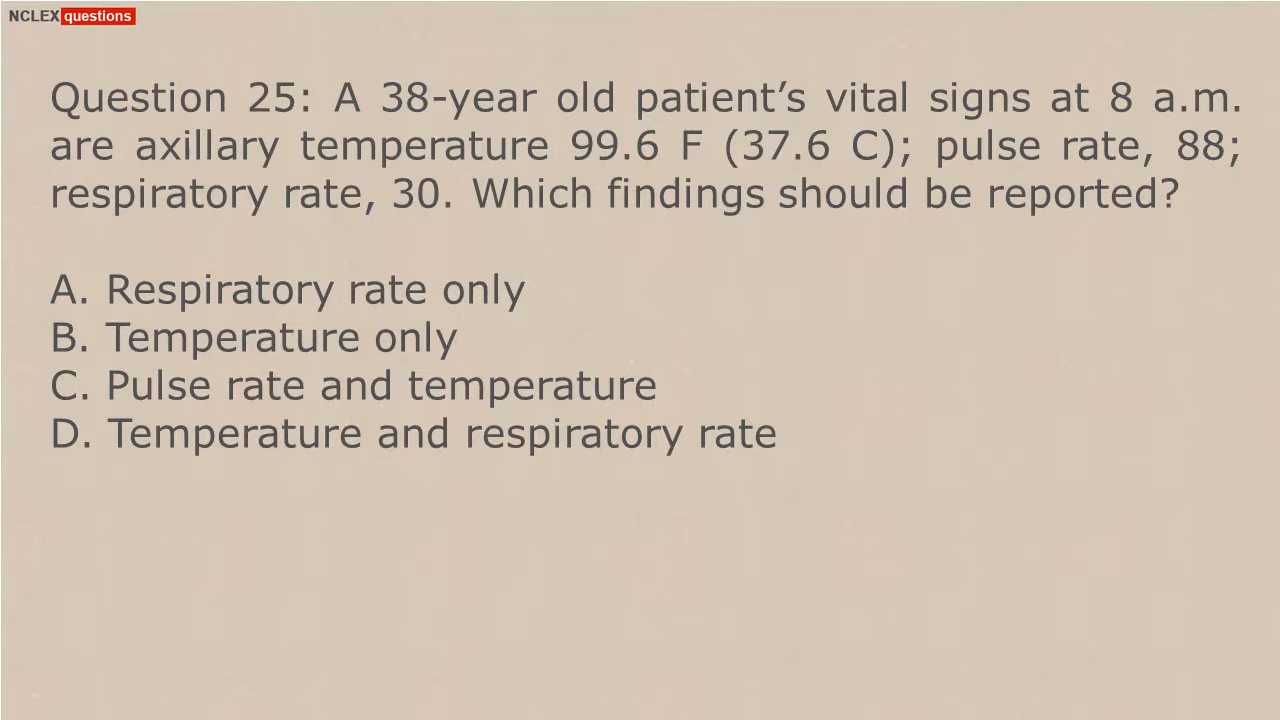 NCLEX questions
Question 25: A 38-year old patient’s vital signs at 8 a.m.
are axillary temperature 99.6 F (37.6 C); pulse rate, 88;
respiratory rate, 30. Which findings should be reported?
A. Respiratory rate only
B. Temperature only
C. Pulse rate and temperature
D. Temperature and respiratory rate